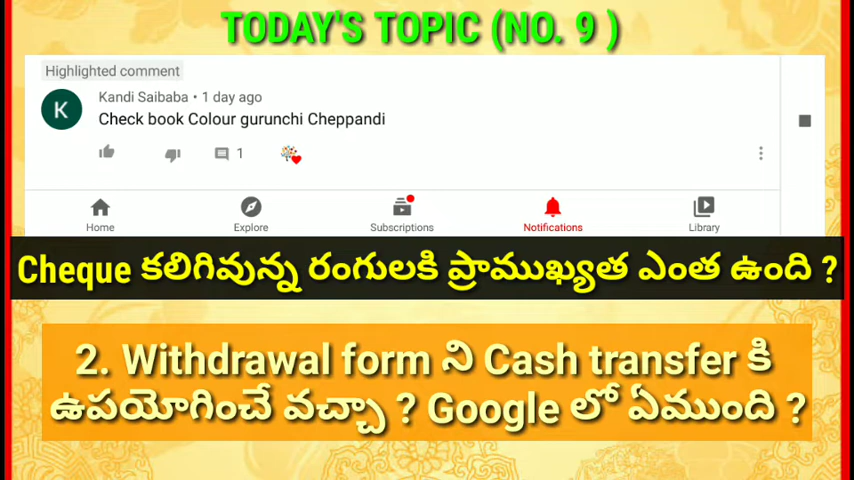 TODAY'S TOPIC (NO. 9 )
Highlighted comment
K
Kandi Saibaba • 1 day ago
Check book Colour gurunchi Cheppandi
1
Home Explore Subscriptions Notifications Library
Cheque కలిగివున్న రంగులకి ప్రాముఖ్యత ఎంత ఉంది ?
2. Withdrawal form ని Cash transfer కి
ఉపయోగించే వచ్చా ? Google లో ఏముంది ?